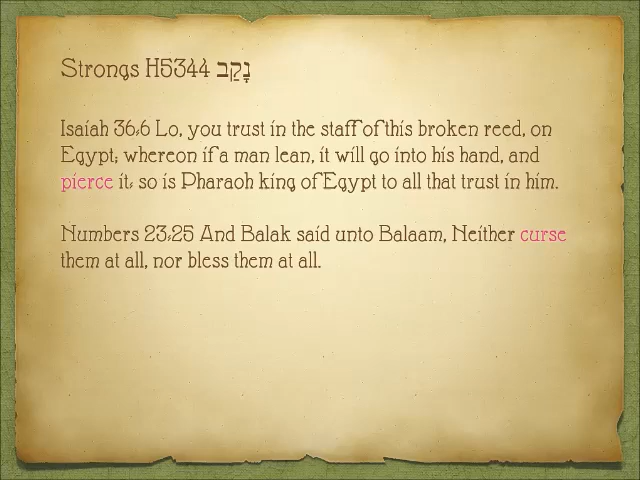 Strongs H5344 נָקַב
Isaiah 36:6 Lo, you trust in the staff of this broken reed, on
Egypt; whereon if a man lean, it will go into his hand, and
pierce it: so is Pharaoh king of Egypt to all that trust in him.
Numbers 23:25 And Balak said unto Balaam, Neither curse
them at all, nor bless them at all.